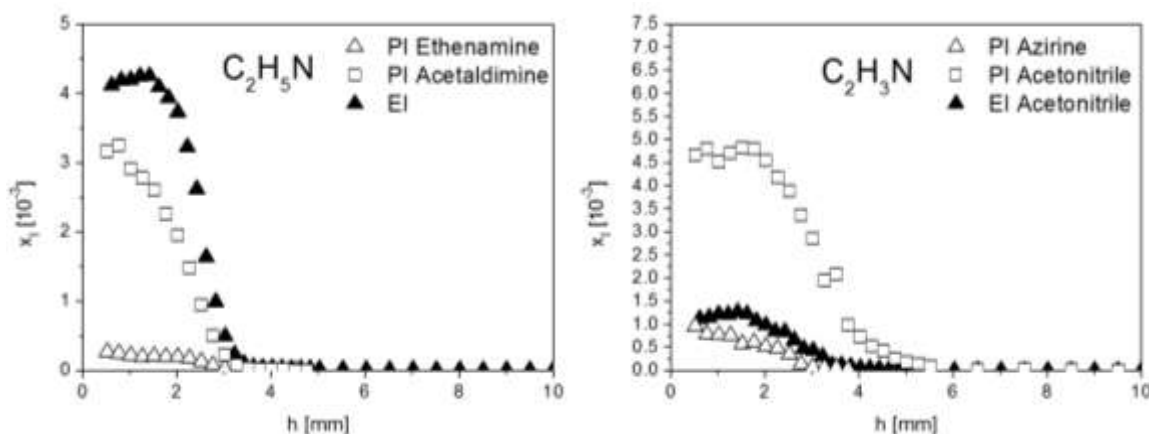 5
4
3
2
1
0
0
2
4
6
8
10
x_i [10^-3]
h [mm]
C₂H₅N
PI Ethenamine
PI Acetaldimine
EI
7.5
7.0
6.5
6.0
5.5
5.0
4.5
4.0
3.5
3.0
2.5
2.0
1.5
1.0
0.5
0.0
0
2
4
6
8
10
x_i [10^-3]
h [mm]
C₂H₃N
PI Azirine
PI Acetonitrile
EI Acetonitrile